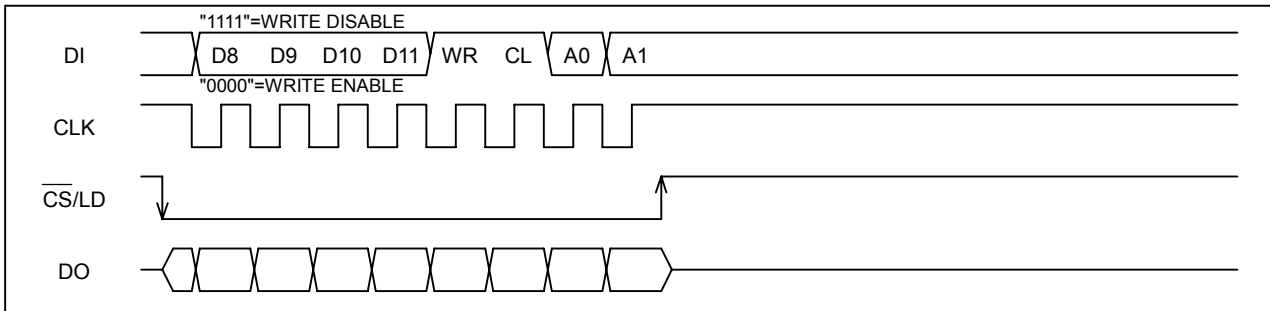 "1111"=WRITE DISABLE
DI D8 D9 D10 D11 WR CL A0 A1
"0000"=WRITE ENABLE
CLK
CS/LD
DO